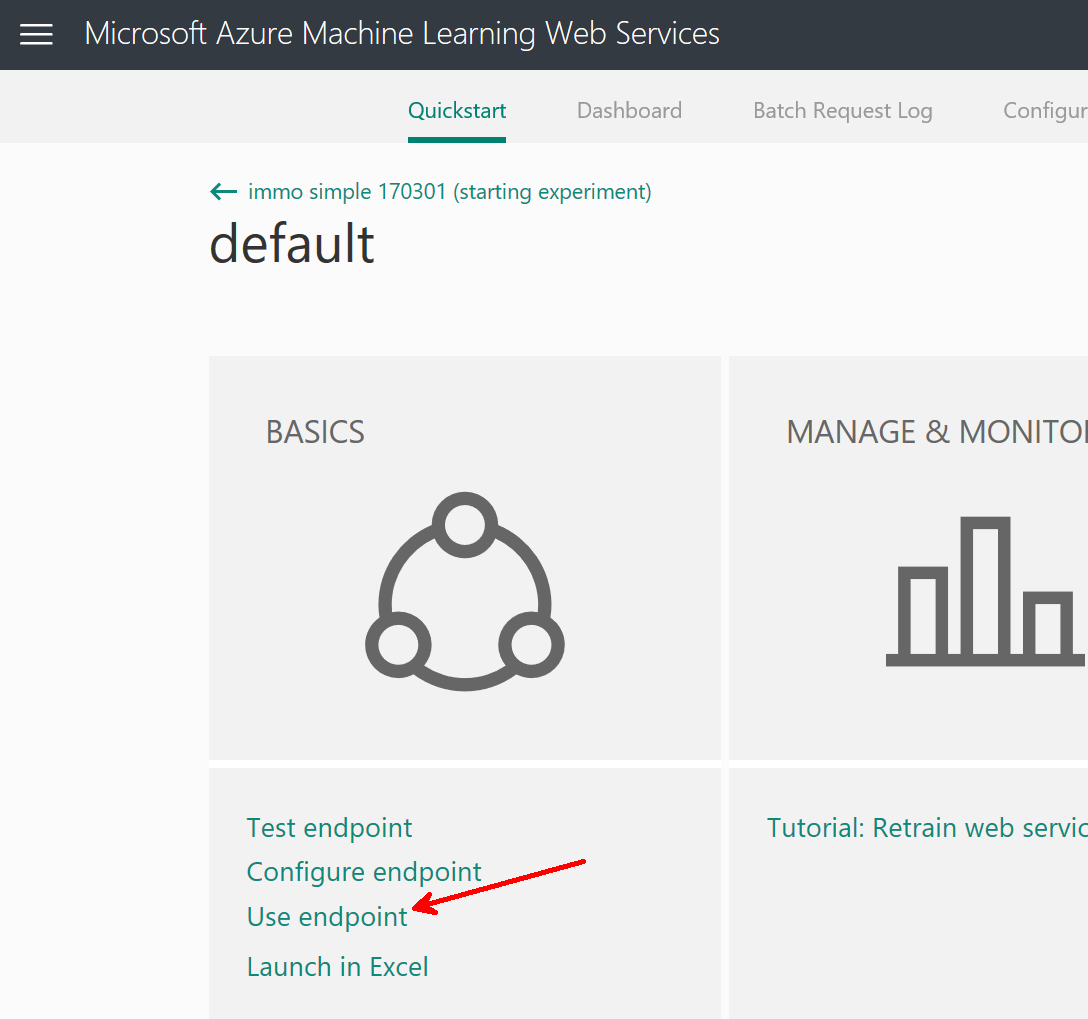 Microsoft Azure Machine Learning Web Services
Quickstart Dashboard Batch Request Log Configur
immo simple 170301 (starting experiment)
default
BASICS
MANAGE & MONITO
Test endpoint
Tutorial: Retrain web servic
Configure endpoint
Use endpoint
Launch in Excel